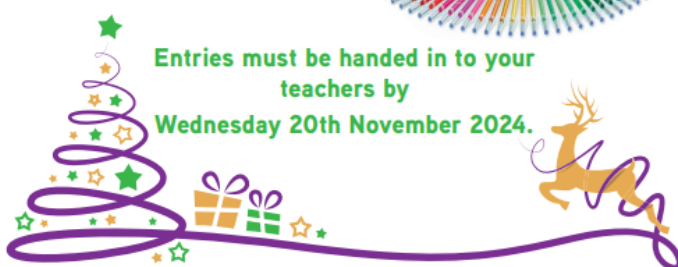 Entries must be handed in to your
teachers by
Wednesday 20th November 2024.